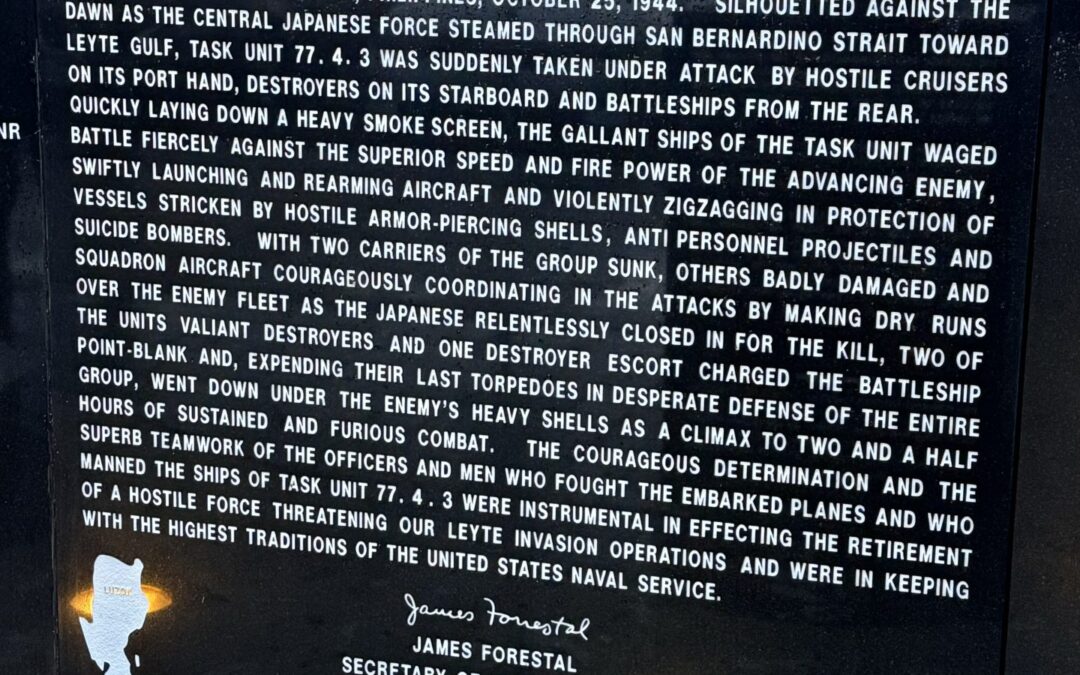 PHILIPPINES, OCTOBER 25, 1944. SILHOUETTED AGAINST THE
DAWN AS THE CENTRAL JAPANESE FORCE STEAMED THROUGH SAN BERNARDINO STRAIT TOWARD
LEYTE GULF, TASK UNIT 77. 4. 3 WAS SUDDENLY TAKEN UNDER ATTACK BY HOSTILE CRUISERS
ON ITS PORT HAND, DESTROYERS ON ITS STARBOARD AND BATTLESHIPS FROM THE REAR.
QUICKLY LAYING DOWN A HEAVY SMOKE SCREEN, THE GALLANT SHIPS OF THE TASK UNIT WAGED
BATTLE FIERCELY AGAINST THE SUPERIOR SPEED AND FIRE POWER OF THE ADVANCING ENEMY,
SWIFTLY LAUNCHING AND REARMING AIRCRAFT AND VIOLENTLY ZIGZAGGING IN PROTECTION OF
VESSELS STRICKEN BY HOSTILE ARMOR-PIERCING SHELLS, ANTI PERSONNEL PROJECTILES AND
SUICIDE BOMBERS. WITH TWO CARRIERS OF THE GROUP SUNK, OTHERS BADLY DAMAGED AND
SQUADRON AIRCRAFT COURAGEOUSLY COORDINATING IN THE ATTACKS BY MAKING DRY RUNS
OVER THE ENEMY FLEET AS THE JAPANESE RELENTLESSLY CLOSED IN FOR THE KILL, TWO OF
THE UNITS VALIANT DESTROYERS AND ONE DESTROYER ESCORT CHARGED THE BATTLESHIP
POINT-BLANK AND, EXPENDING THEIR LAST TORPEDOES IN DESPERATE DEFENSE OF THE ENTIRE
GROUP, WENT DOWN UNDER THE ENEMY'S HEAVY SHELLS AS A CLIMAX TO TWO AND A HALF
HOURS OF SUSTAINED AND FURIOUS COMBAT. THE COURAGEOUS DETERMINATION AND THE
SUPERB TEAMWORK OF THE OFFICERS AND MEN WHO FOUGHT THE EMBARKED PLANES AND WHO
MANNED THE SHIPS OF TASK UNIT 77. 4. 3 WERE INSTRUMENTAL IN EFFECTING THE RETIREMENT
OF A HOSTILE FORCE THREATENING OUR LEYTE INVASION OPERATIONS AND WERE IN KEEPING
WITH THE HIGHEST TRADITIONS OF THE UNITED STATES NAVAL SERVICE.
NR
LUZON
James Forrestal
JAMES FORESTAL
SECRETARY